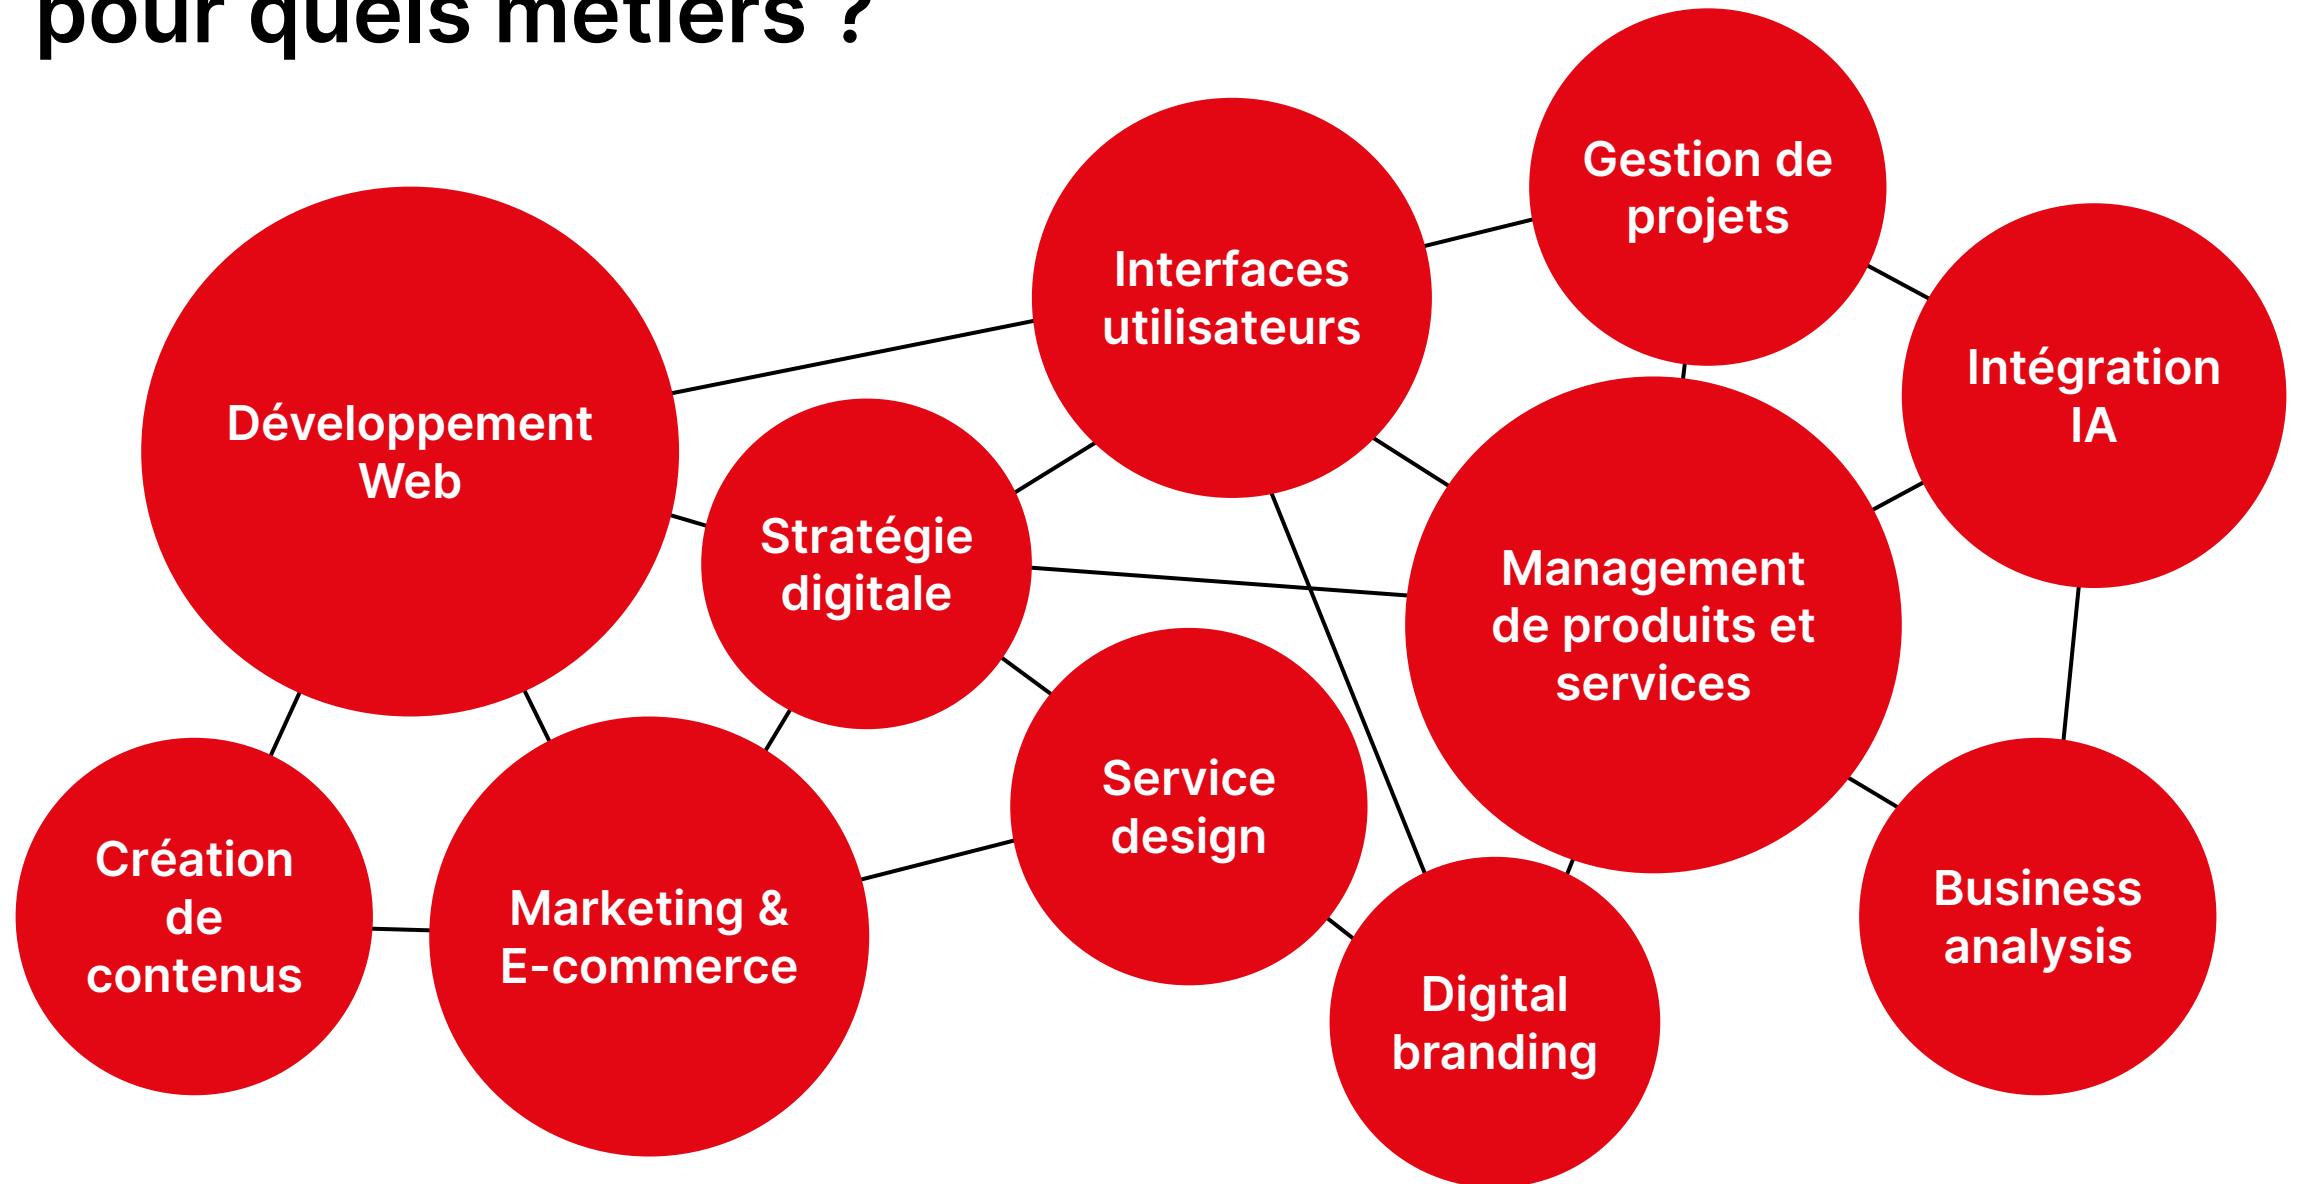 pour quels métiers ?
Gestion de
projets
Interfaces
utilisateurs
Intégration
IA
Développement
Web
Stratégie
digitale
Management
de produits et
services
Service
design
Création
de
contenus
Marketing &
E-commerce
Business
analysis
Digital
branding